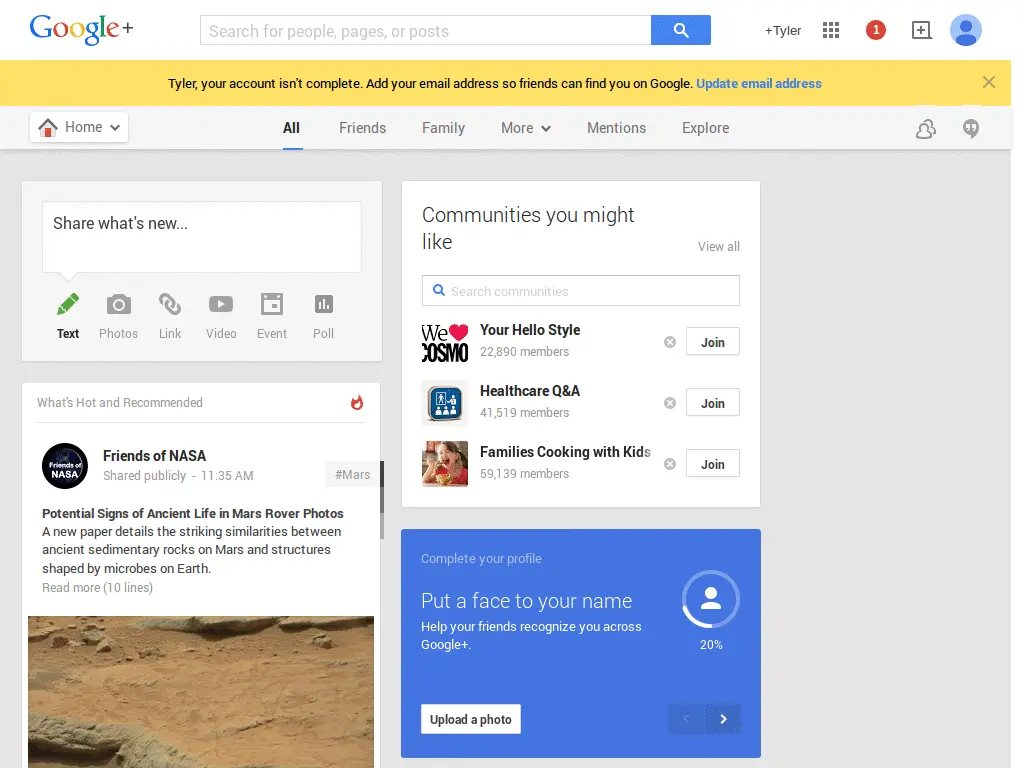 Google+
Search for people, pages, or posts
+Tyler
1
Tyler, your account isn't complete. Add your email address so friends can find you on Google. Update email address
Home
All
Friends
Family
More
Mentions
Explore
Share what's new...
Text
Photos
Link
Video
Event
Poll
What's Hot and Recommended
Friends of NASA
Friends of NASA
Shared publicly - 11:35 AM
#Mars
Potential Signs of Ancient Life in Mars Rover Photos
A new paper details the striking similarities between
ancient sedimentary rocks on Mars and structures
shaped by microbes on Earth.
Read more (10 lines)
Communities you might
like
View all
Search communities
We
COSMO
Your Hello Style
22,890 members
Join
Healthcare Q&A
41,519 members
Join
Families Cooking with Kids
59,139 members
Join
Complete your profile
Put a face to your name
Help your friends recognize you across
Google+.
20%
Upload a photo